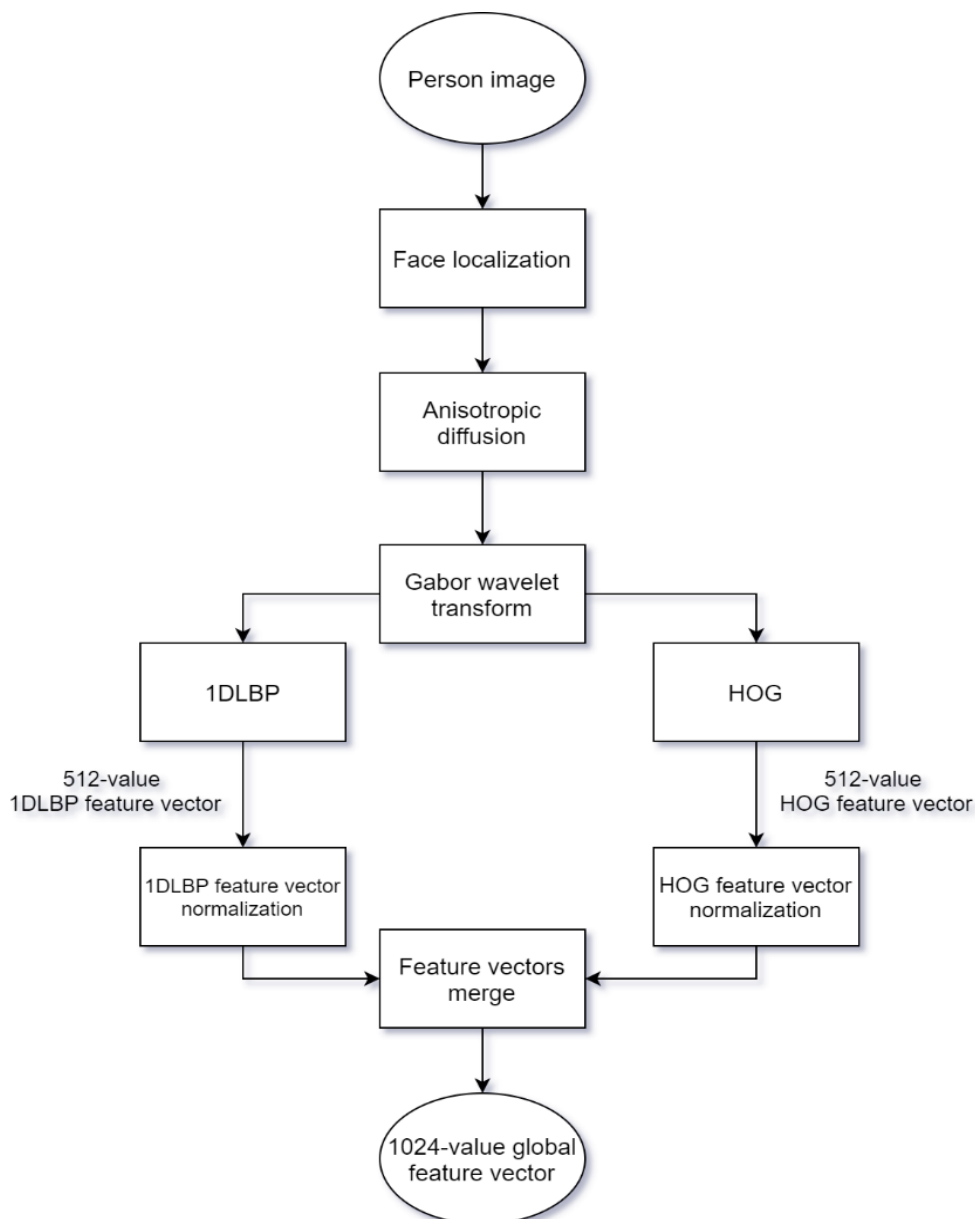 Person image
Face localization
Anisotropic
diffusion
Gabor wavelet
transform
1DLBP
HOG
512-value
1DLBP feature vector
512-value
HOG feature vector
1DLBP feature vector
normalization
HOG feature vector
normalization
Feature vectors
merge
1024-value global
feature vector